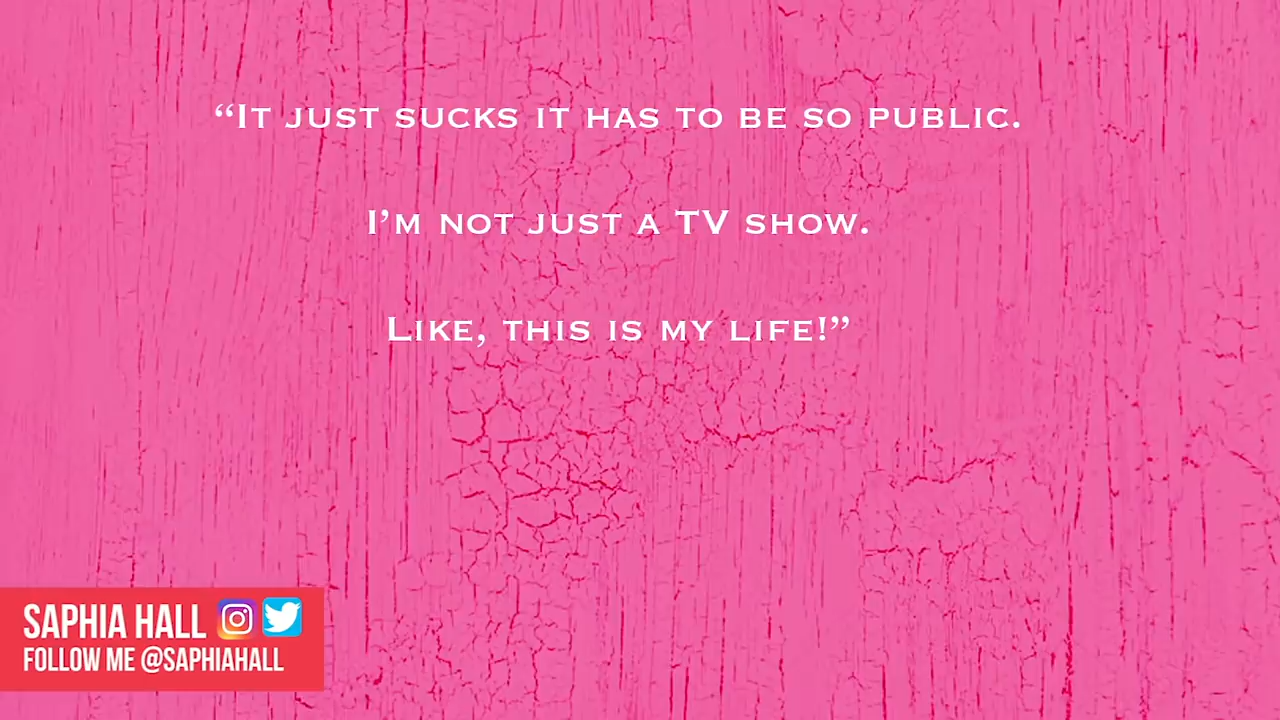 “It just sucks it has to be so public.
I’m not just a TV show.
Like, this is my life!”
SAPHIA HALL
FOLLOW ME @SAPHIAHALL